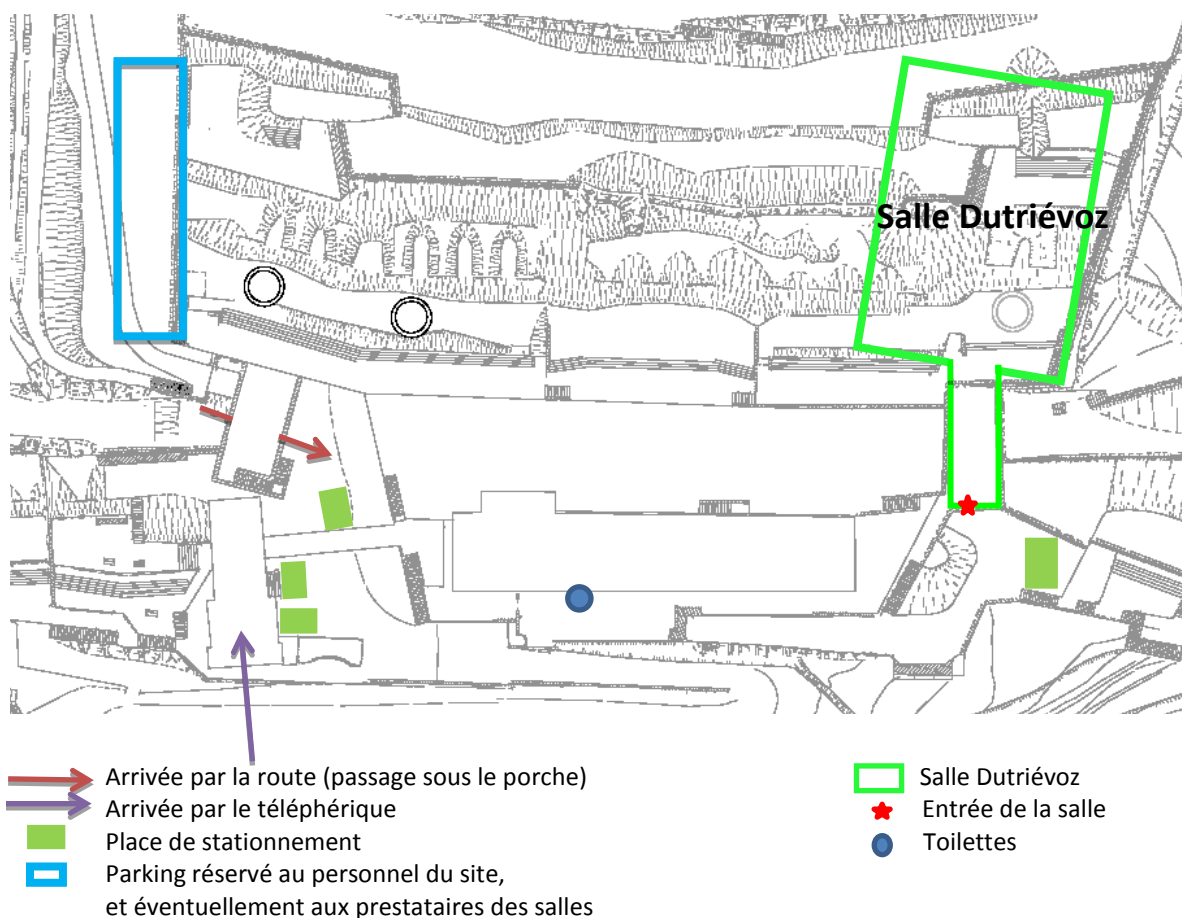 Salle Dutriévoz
Arrivée par la route (passage sous le porche)
Arrivée par le téléphérique
Place de stationnement
Parking réservé au personnel du site,
et éventuellement aux prestataires des salles
Salle Dutriévoz
Entrée de la salle
Toilettes